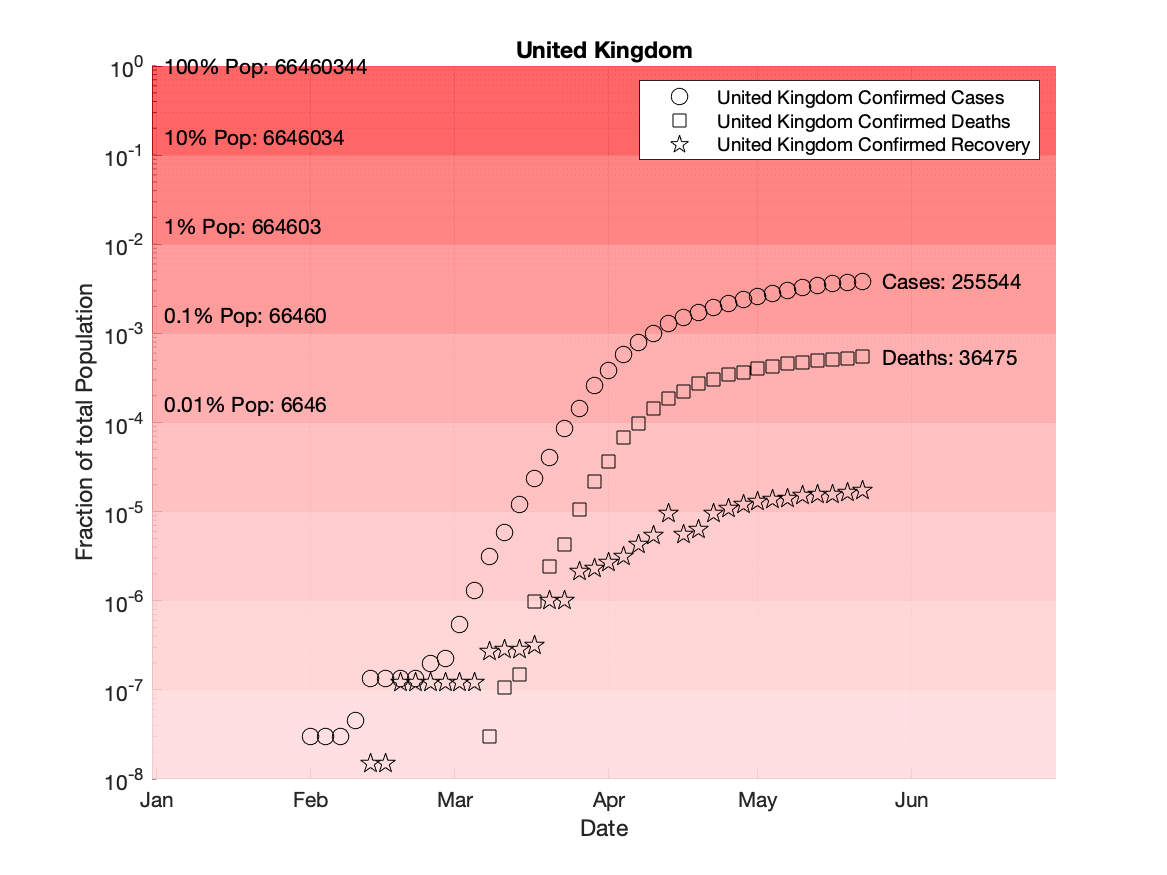 United Kingdom
10^0
100% Pop: 66460344
United Kingdom Confirmed Cases
United Kingdom Confirmed Deaths
United Kingdom Confirmed Recovery
10% Pop: 6646034
10^-1
1% Pop: 664603
10^-2
Cases: 255544
0.1% Pop: 66460
10^-3
Deaths: 36475
0.01% Pop: 6646
10^-4
10^-5
10^-6
10^-7
10^-8
Fraction of total Population
Jan Feb Mar Apr May Jun
Date